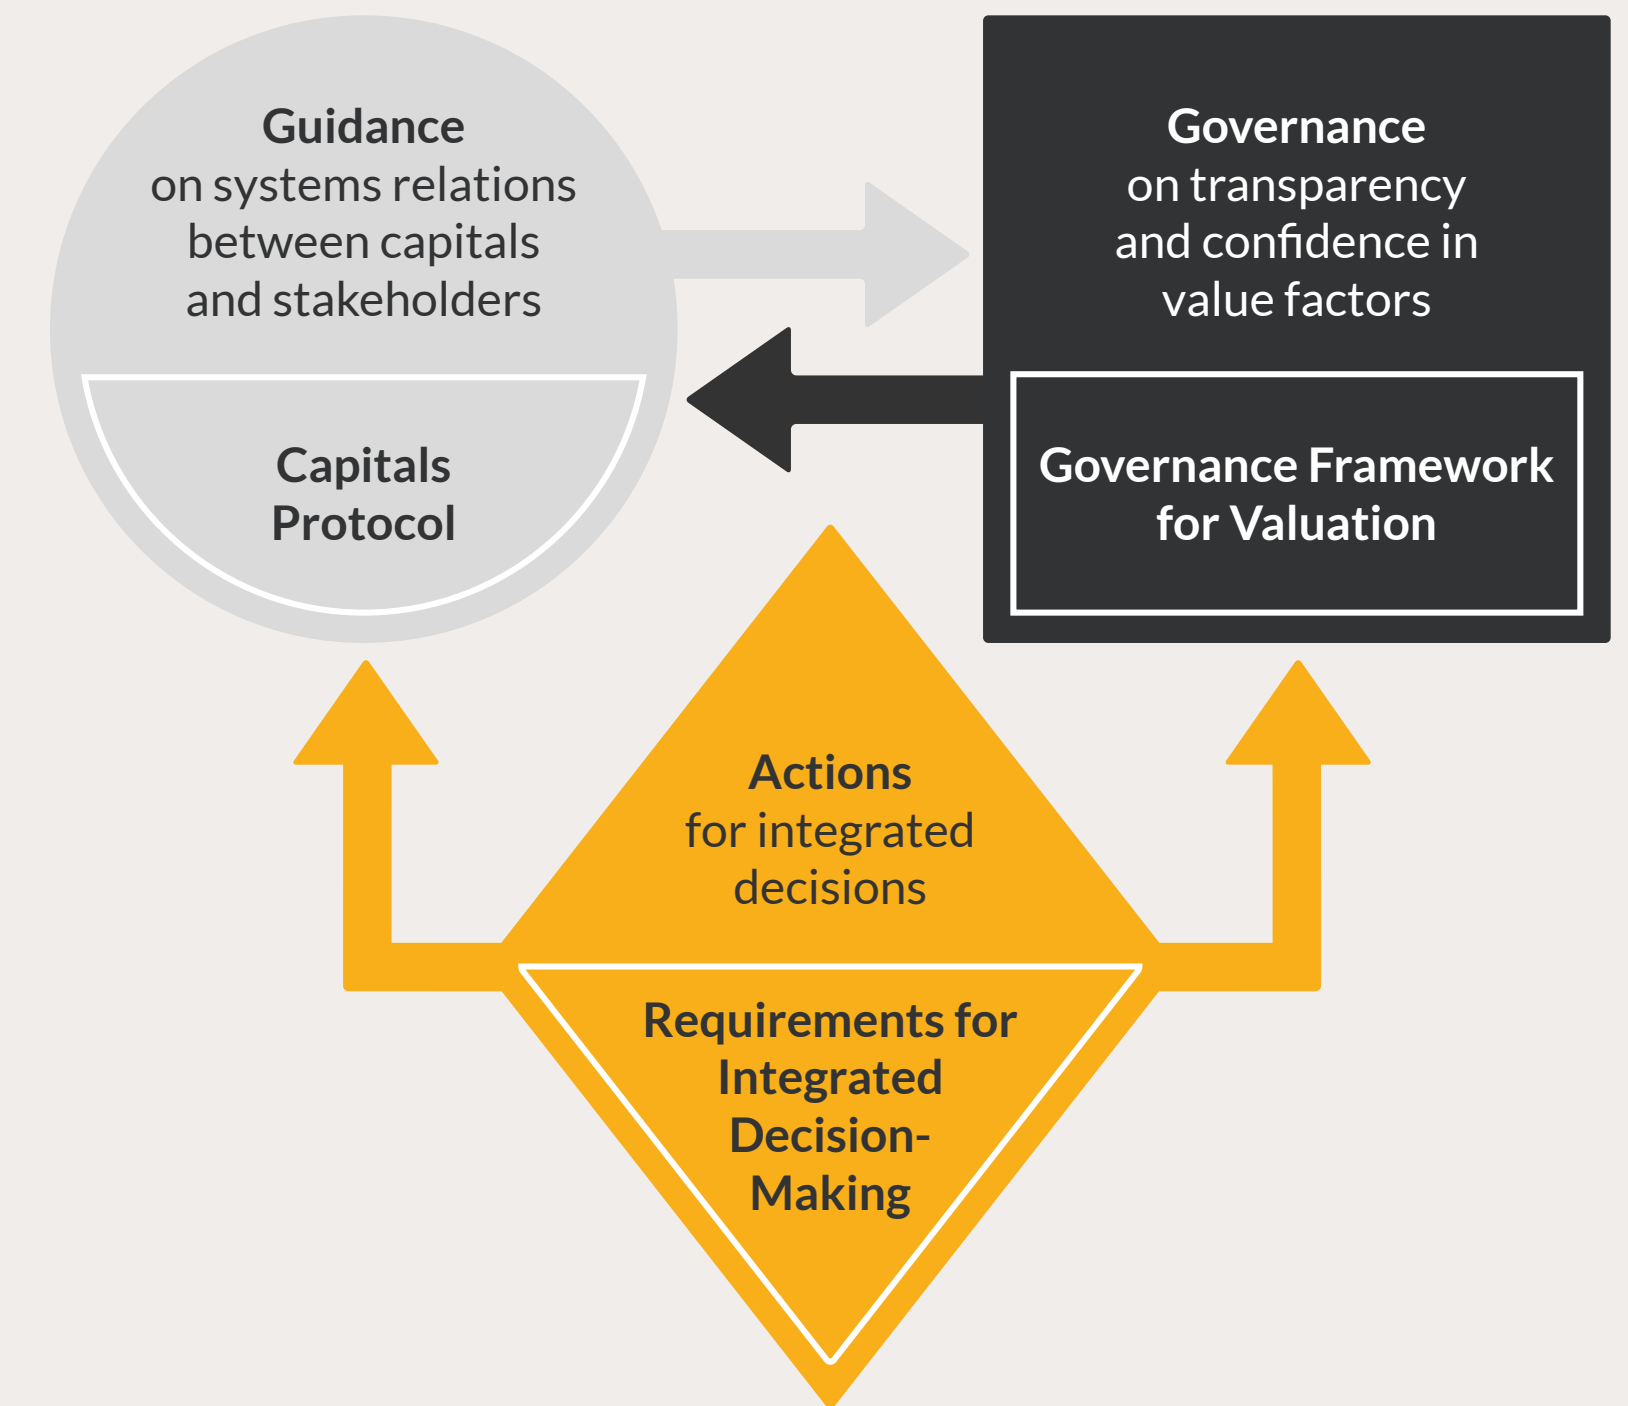 Guidance
on systems relations
between capitals
and stakeholders
Capitals
Protocol
Governance
on transparency
and confidence in
value factors
Governance Framework
for Valuation
Actions
for integrated
decisions
Requirements for
Integrated
Decision-
Making